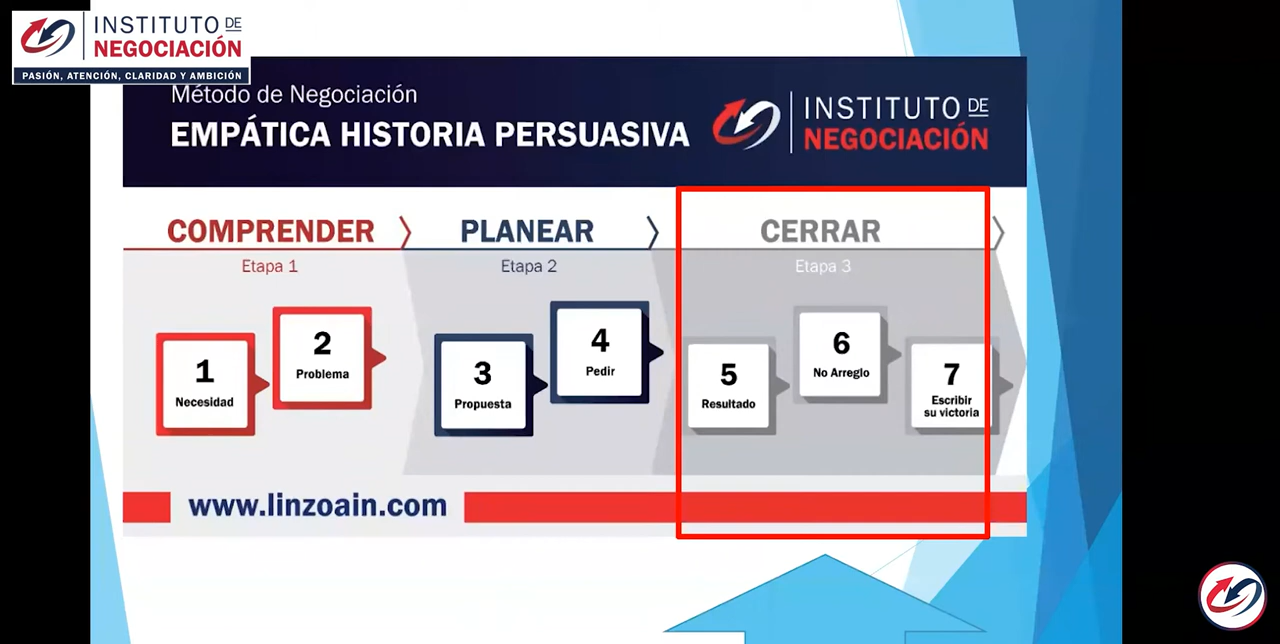 INSTITUTO DE
NEGOCIACIÓN
PASIÓN, ATENCIÓN, CLARIDAD Y AMBICIÓN
Método de Negociación
EMPÁTICA HISTORIA PERSUASIVA
INSTITUTO DE
NEGOCIACIÓN
COMPRENDER
Etapa 1
PLANEAR
Etapa 2
CERRAR
Etapa 3
1
Necesidad
2
Problema
3
Propuesta
4
Pedir
5
Resultado
6
No Arreglo
7
Escribir
su victoria
www.linzoain.com